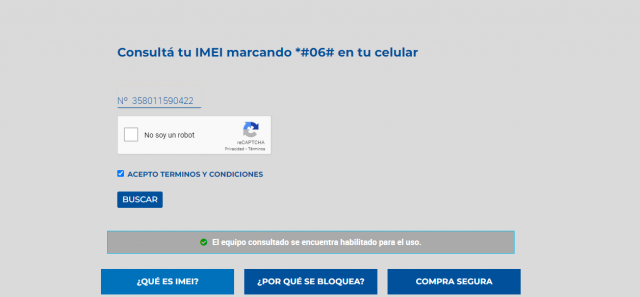 Consultá tu IMEI marcando *#06# en tu celular
Nº 358011590422
No soy un robot
reCAPTCHA
Privacidad - Términos
ACEPTO TERMINOS Y CONDICIONES
BUSCAR
El equipo consultado se encuentra habilitado para el uso.
¿QUÉ ES IMEI?
¿POR QUÉ SE BLOQUEA?
COMPRA SEGURA